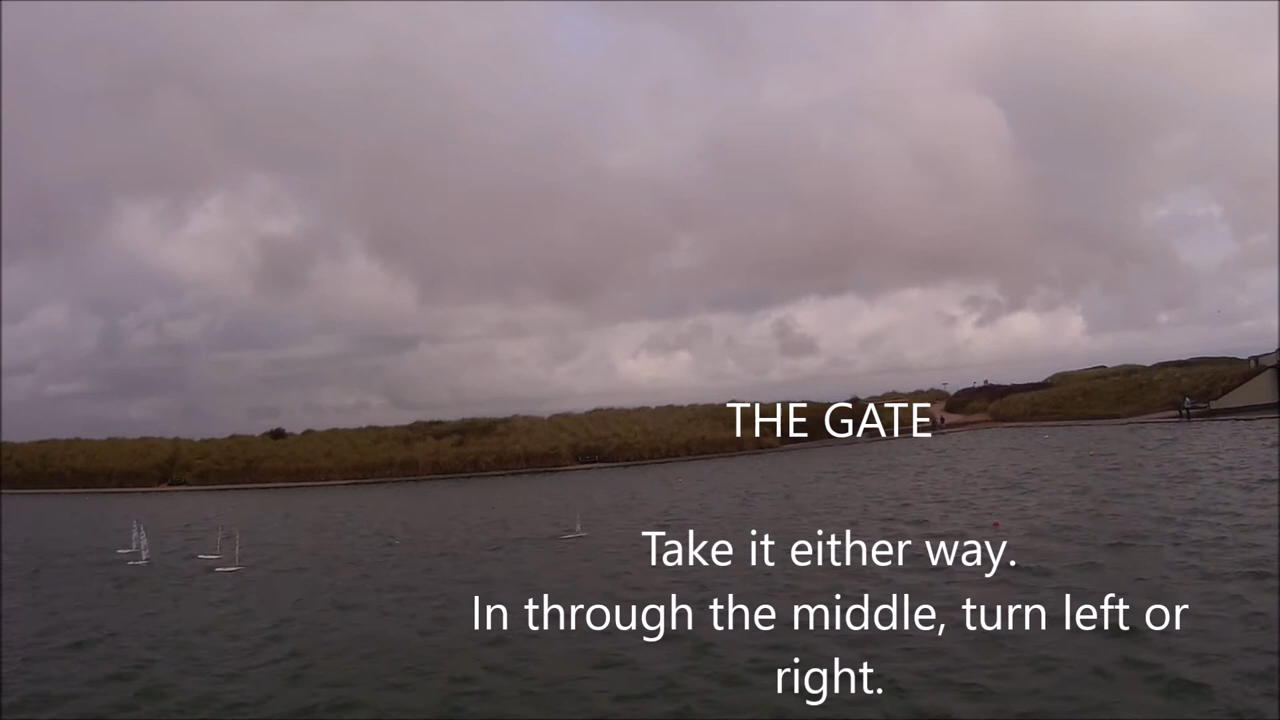 THE GATE
Take it either way.
In through the middle, turn left or
right.